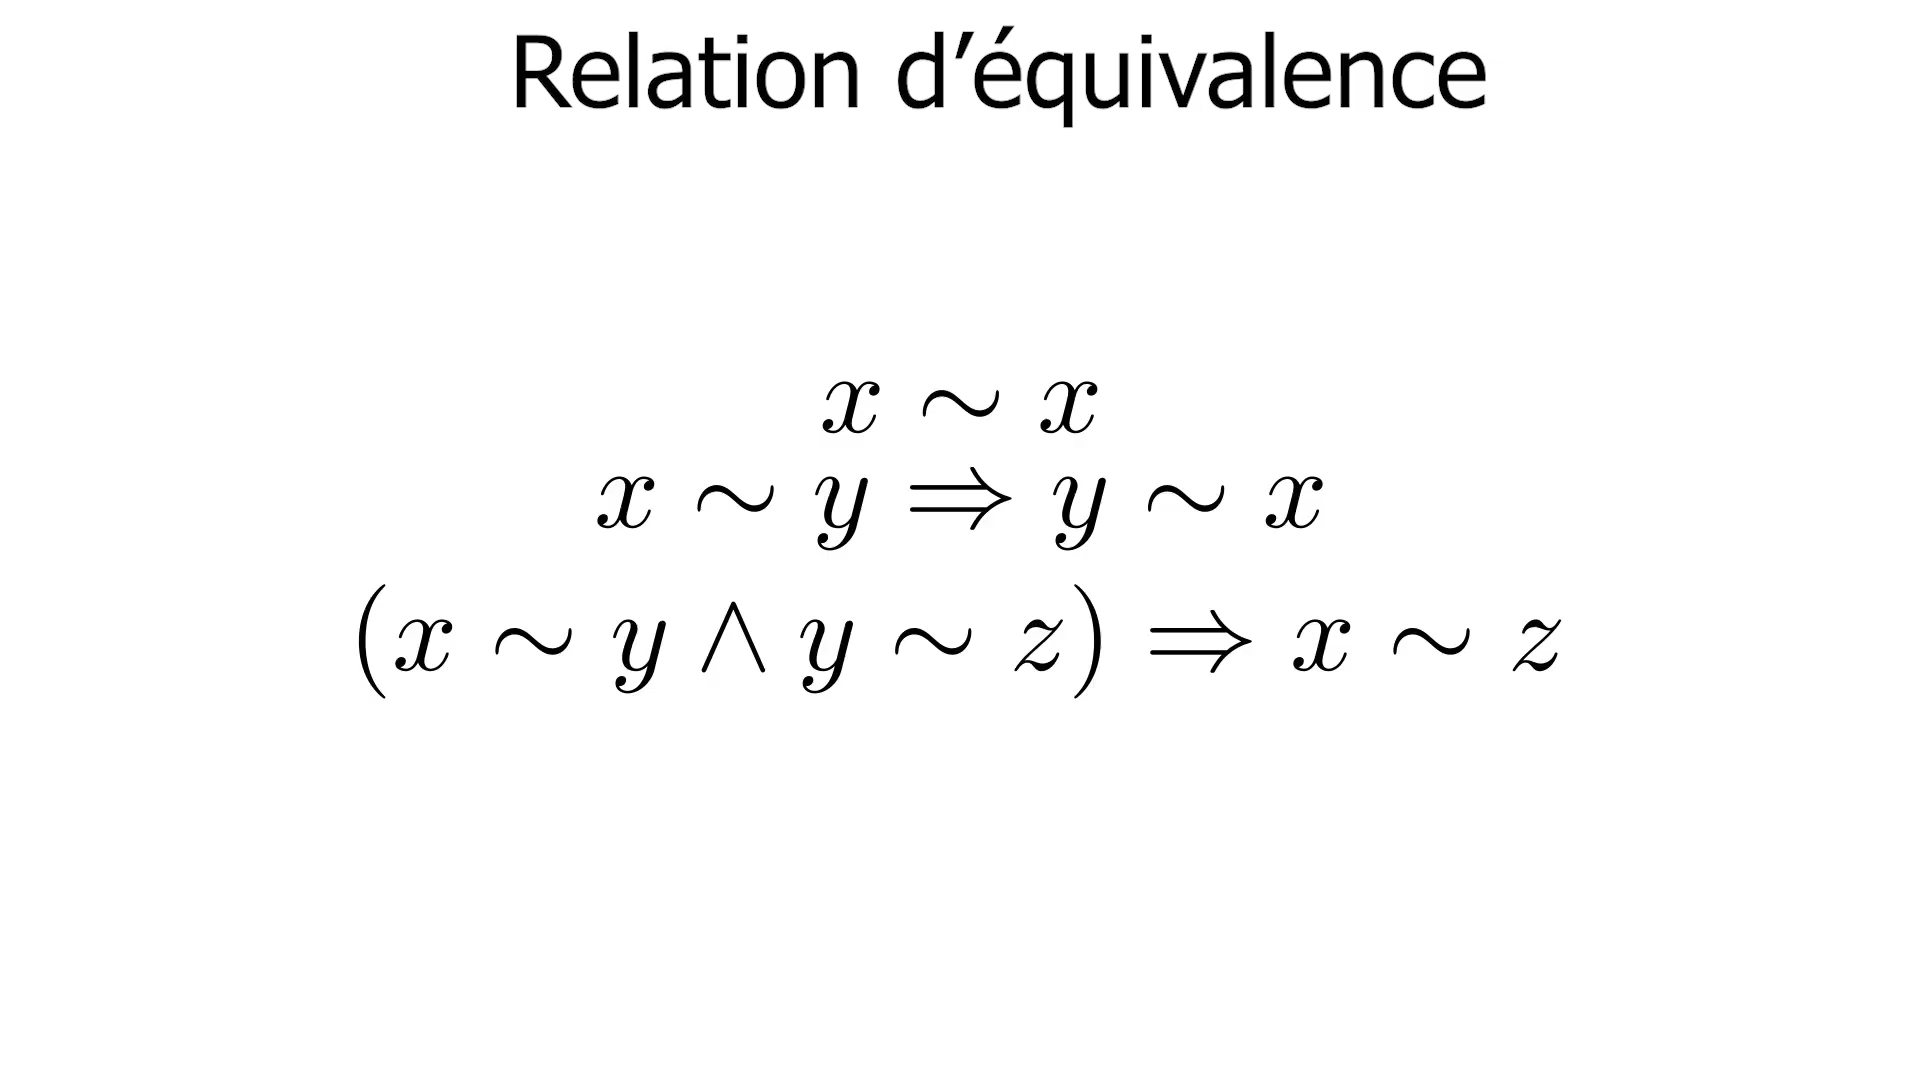 Relation d’équivalence
x ∼ x
x ∼ y ⇒ y ∼ x
(x ∼ y ∧ y ∼ z) ⇒ x ∼ z